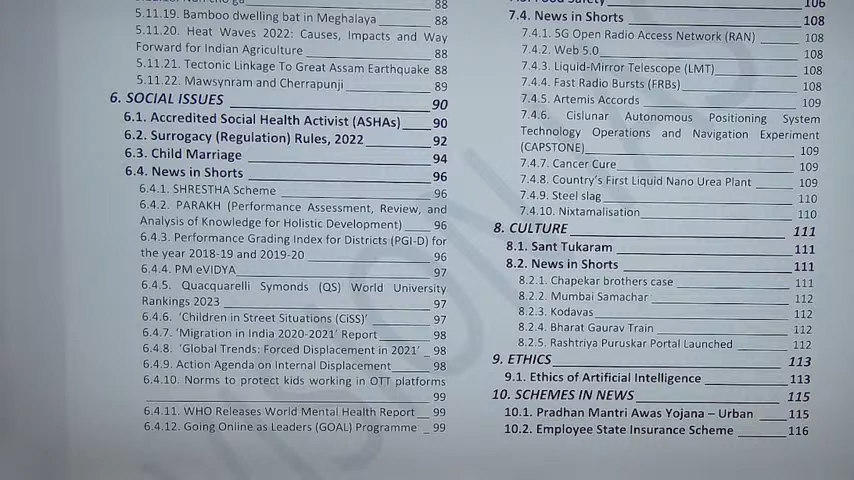 88
5.11.19. Bamboo dwelling bat in Meghalaya 88
5.11.20. Heat Waves 2022: Causes, Impacts and Way
Forward for Indian Agriculture 88
5.11.21. Tectonic Linkage To Great Assam Earthquake 88
5.11.22. Mawsynram and Cherrapunji 89
6. SOCIAL ISSUES 90
6.1. Accredited Social Health Activist (ASHAs) 90
6.2. Surrogacy (Regulation) Rules, 2022 92
6.3. Child Marriage 94
6.4. News in Shorts 96
6.4.1. SHRESTHA Scheme 96
6.4.2. PARAKH (Performance Assessment, Review, and
Analysis of Knowledge for Holistic Development) 96
6.4.3. Performance Grading Index for Districts (PGI-D) for
the year 2018-19 and 2019-20 96
6.4.4. PM eVIDYA 97
6.4.5. Quacquarelli Symonds (QS) World University
Rankings 2023 97
6.4.6. 'Children in Street Situations (CiSS)' 97
6.4.7. 'Migration in India 2020-2021' Report 98
6.4.8. 'Global Trends: Forced Displacement in 2021' 98
6.4.9. Action Agenda on Internal Displacement 98
6.4.10. Norms to protect kids working in OTT platforms
99
6.4.11. WHO Releases World Mental Health Report 99
6.4.12. Going Online as Leaders (GOAL) Programme 99
106
7.4. News in Shorts 108
7.4.1. 5G Open Radio Access Network (RAN) 108
7.4.2. Web 5.0 108
7.4.3. Liquid-Mirror Telescope (LMT) 108
7.4.4. Fast Radio Bursts (FRBs) 108
7.4.5. Artemis Accords 109
7.4.6. Cislunar Autonomous Positioning System
Technology Operations and Navigation Experiment
(CAPSTONE) 109
7.4.7. Cancer Cure 109
7.4.8. Country's First Liquid Nano Urea Plant 109
7.4.9. Steel slag 110
7.4.10. Nixtamalisation 110
8. CULTURE 111
8.1. Sant Tukaram 111
8.2. News in Shorts 111
8.2.1. Chapekar brothers case 111
8.2.2. Mumbai Samachar 112
8.2.3. Kodavas 112
8.2.4. Bharat Gaurav Train 112
8.2.5. Rashtriya Puruskar Portal Launched 112
9. ETHICS 113
9.1. Ethics of Artificial Intelligence 113
10. SCHEMES IN NEWS 115
10.1. Pradhan Mantri Awas Yojana – Urban 115
10.2. Employee State Insurance Scheme 116